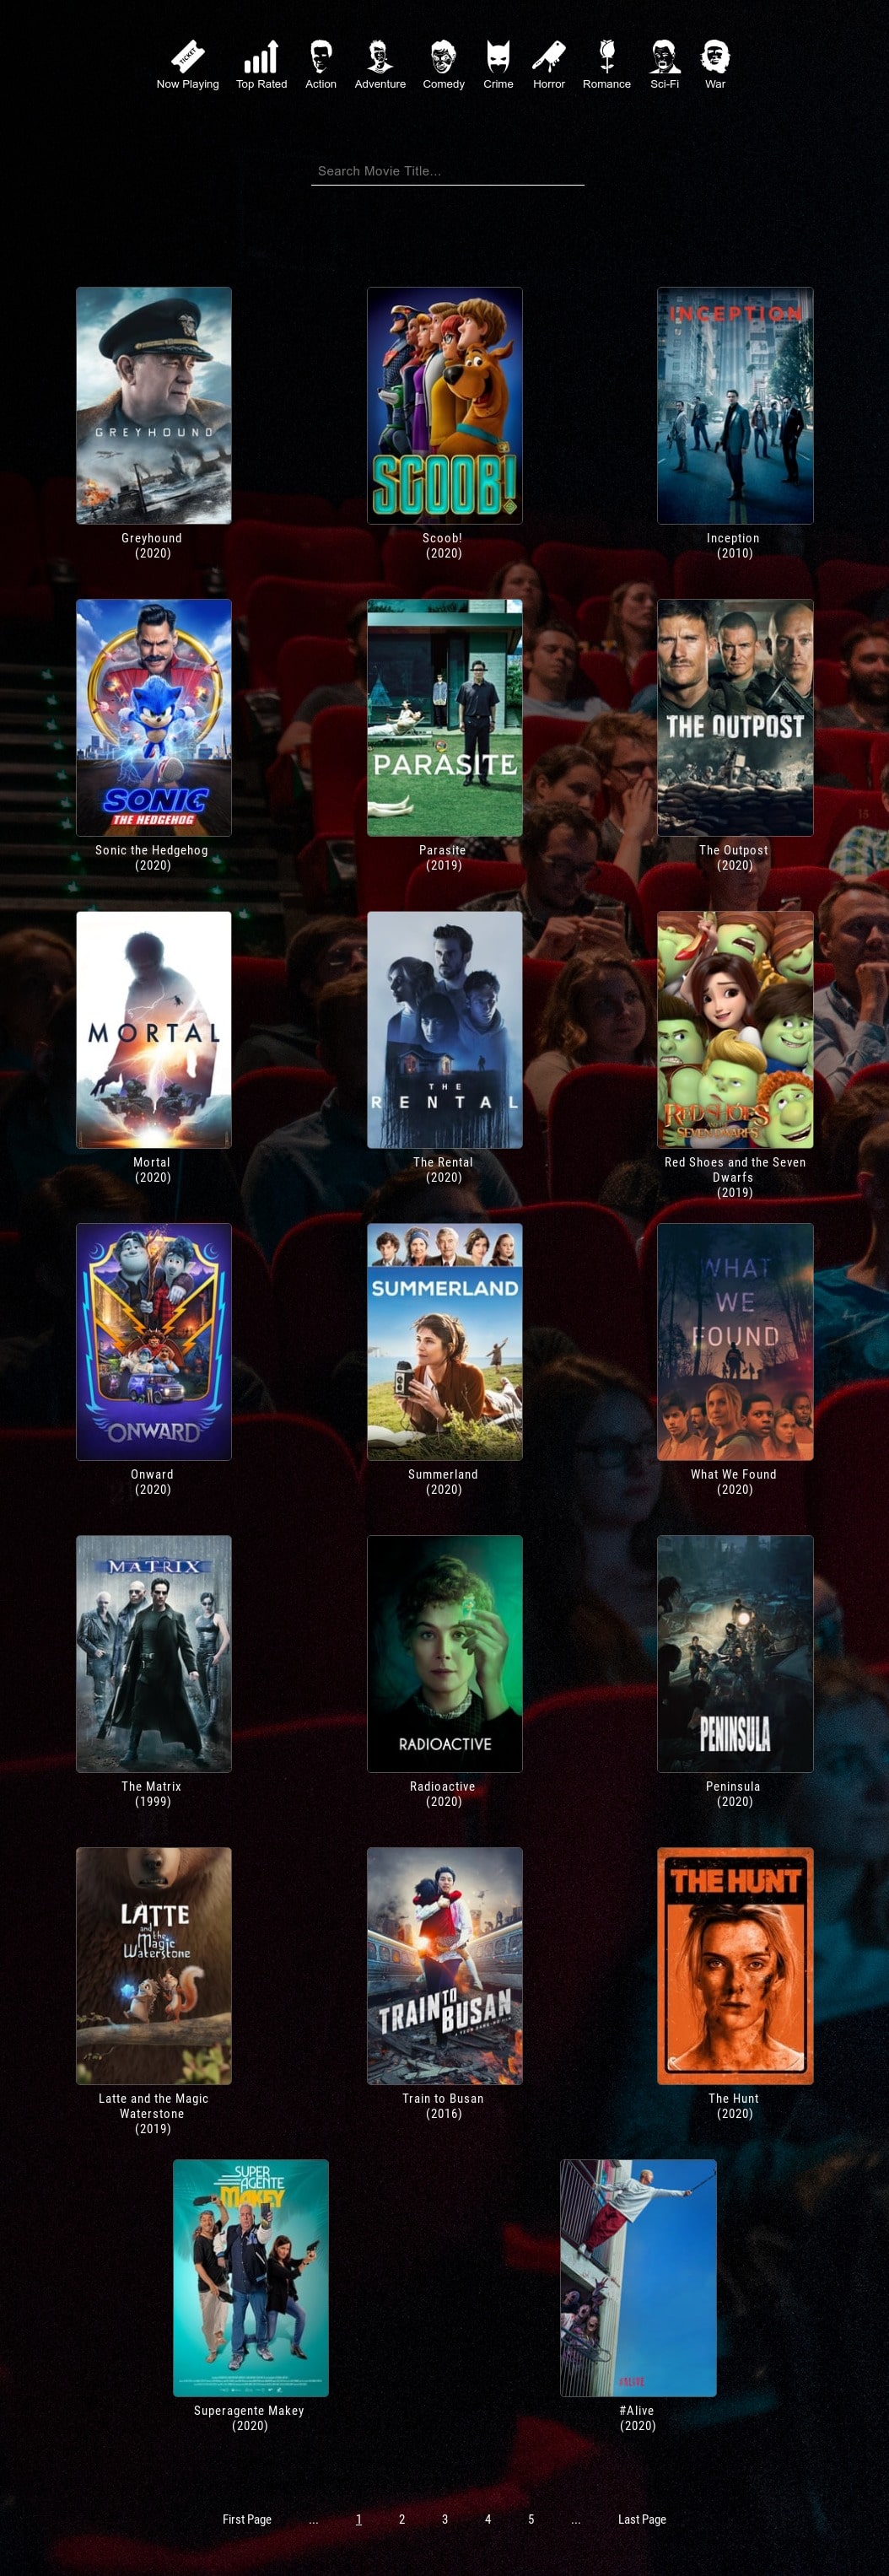 TICKET
Now Playing Top Rated Action Adventure Comedy Crime Horror Romance Sci-Fi War
Search Movie Title...
GREYHOUND
SCOOB!
INCEPTION
Greyhound
(2020)
Scoob!
(2020)
Inception
(2010)
SONIC
THE HEDGEHOG
PARASITE
THE OUTPOST
Sonic the Hedgehog
(2020)
Parasite
(2019)
The Outpost
(2020)
MORTAL
THE
RENTAL
RED SHOES
SEVEN DWARFS
Mortal
(2020)
The Rental
(2020)
Red Shoes and the Seven
Dwarfs
(2019)
ONWARD
SUMMERLAND
WHAT
WE
FOUND
Onward
(2020)
Summerland
(2020)
What We Found
(2020)
MATRIX
RADIOACTIVE
PENINSULA
The Matrix
(1999)
Radioactive
(2020)
Peninsula
(2020)
LATTE
and the
Magic
Waterstone
TRAIN TO
BUSAN
THE HUNT
Latte and the Magic
Waterstone
(2019)
Train to Busan
(2016)
The Hunt
(2020)
SUPER
AGENTE
MAKEY
#ALIVE
Superagente Makey
(2020)
#Alive
(2020)
First Page ... 1 2 3 4 5 ... Last Page